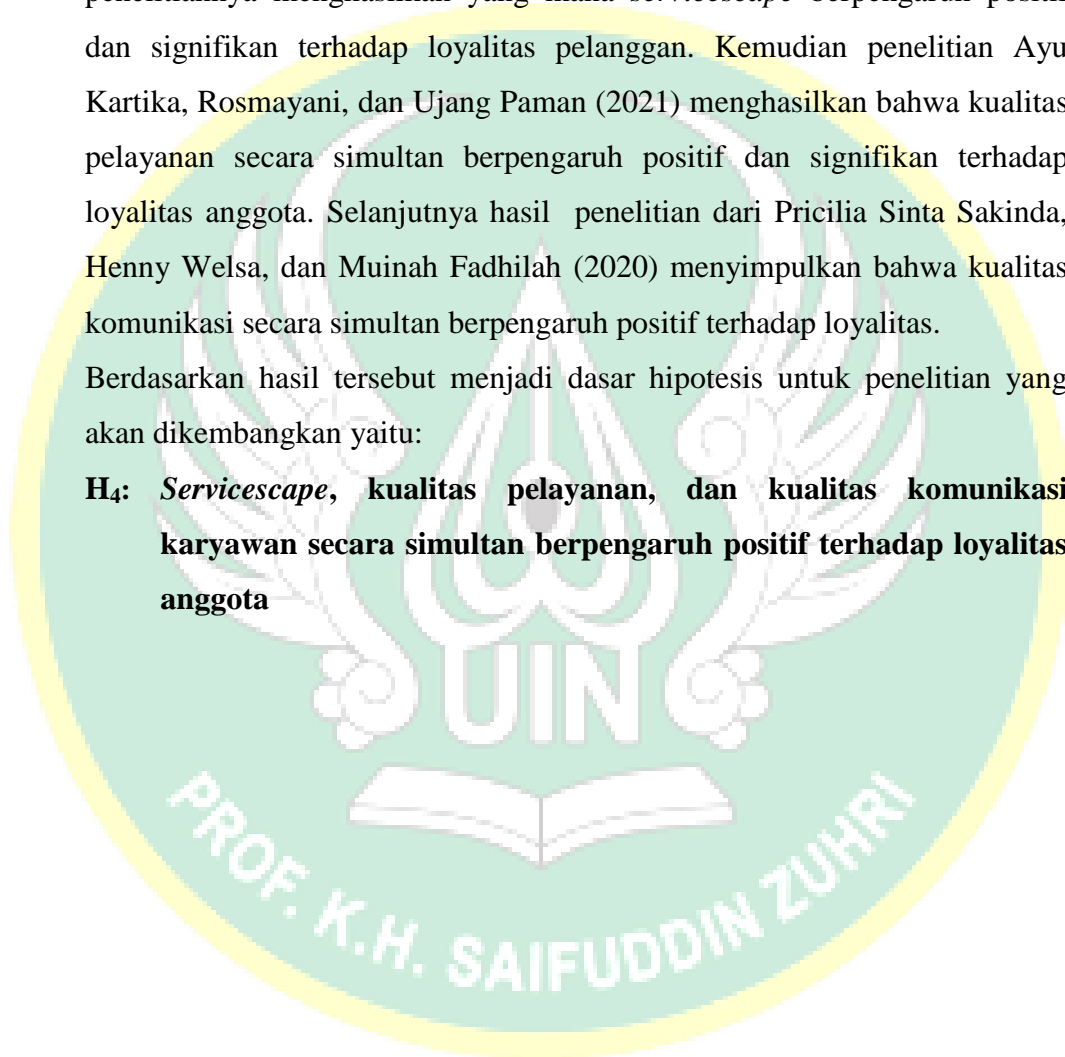 penelitiannya menghasilkan yang mana servicescape berpengaruh positif
dan signifikan terhadap loyalitas pelanggan. Kemudian penelitian Ayu
Kartika, Rosmayani, dan Ujang Paman (2021) menghasilkan bahwa kualitas
pelayanan secara simultan berpengaruh positif dan signifikan terhadap
loyalitas anggota. Selanjutnya hasil penelitian dari Pricilia Sinta Sakinda,
Henny Welsa, dan Muinah Fadhilah (2020) menyimpulkan bahwa kualitas
komunikasi secara simultan berpengaruh positif terhadap loyalitas.
Berdasarkan hasil tersebut menjadi dasar hipotesis untuk penelitian yang
akan dikembangkan yaitu:
H₄: Servicescape, kualitas pelayanan, dan kualitas komunikasi
karyawan secara simultan berpengaruh positif terhadap loyalitas
anggota
UIN
PROF. K.H. SAIFUDDIN ZUHRI